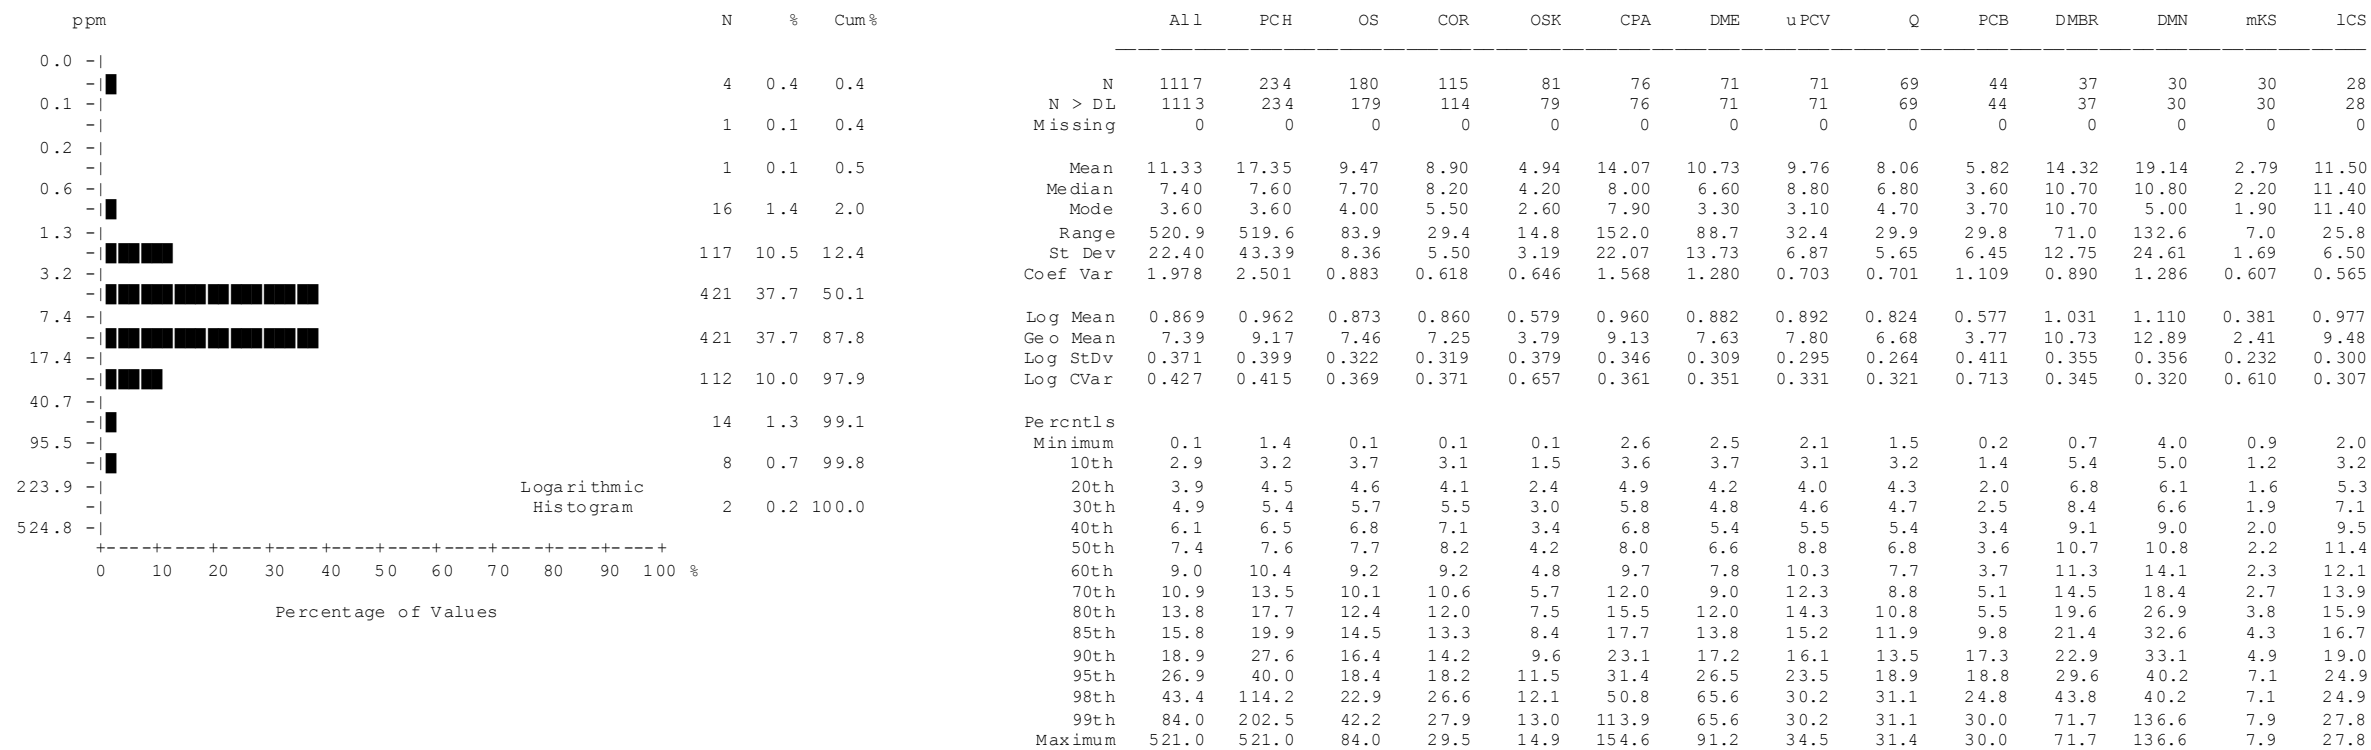 ppm N % Cum% All PCH OS COR OSK CPA DME uPCV Q PCB DMBR DMN mKS lCS
0.0 -|
-| 4 0.4 0.4 N 1117 234 180 115 81 76 71 71 69 44 37 30 30 28
0.1 -| N > DL 1113 234 179 114 79 76 71 71 69 44 37 30 30 28
-| 1 0.1 0.4 Missing 0 0 0 0 0 0 0 0 0 0 0 0 0 0
0.2 -|
-| 1 0.1 0.5 Mean 11.33 17.35 9.47 8.90 4.94 14.07 10.73 9.76 8.06 5.82 14.32 19.14 2.79 11.50
0.6 -| Median 7.40 7.60 7.70 8.20 4.20 8.00 6.60 8.80 6.80 3.60 10.70 10.80 2.20 11.40
-| 16 1.4 2.0 Mode 3.60 3.60 4.00 5.50 2.60 7.90 3.30 3.10 4.70 3.70 10.70 5.00 1.90 11.40
1.3 -| Range 520.9 519.6 83.9 29.4 14.8 152.0 88.7 32.4 29.9 29.8 71.0 132.6 7.0 25.8
-| 117 10.5 12.4 St Dev 22.40 43.39 8.36 5.50 3.19 22.07 13.73 6.87 5.65 6.45 12.75 24.61 1.69 6.50
3.2 -| Coef Var 1.978 2.501 0.883 0.618 0.646 1.568 1.280 0.703 0.701 1.109 0.890 1.286 0.607 0.565
-| 421 37.7 50.1
7.4 -| Log Mean 0.869 0.962 0.873 0.860 0.579 0.960 0.882 0.892 0.824 0.577 1.031 1.110 0.381 0.977
-| 421 37.7 87.8 Geo Mean 7.39 9.17 7.46 7.25 3.79 9.13 7.63 7.80 6.68 3.77 10.73 12.89 2.41 9.48
17.4 -| Log StDv 0.371 0.399 0.322 0.319 0.379 0.346 0.309 0.295 0.264 0.411 0.355 0.356 0.232 0.300
-| 112 10.0 97.9 Log CVar 0.427 0.415 0.369 0.371 0.657 0.361 0.351 0.331 0.321 0.713 0.345 0.320 0.610 0.307
40.7 -|
-| 14 1.3 99.1 Percntls
95.5 -| Minimum 0.1 1.4 0.1 0.1 0.1 2.6 2.5 2.1 1.5 0.2 0.7 4.0 0.9 2.0
-| 8 0.7 99.8 10th 2.9 3.2 3.7 3.1 1.5 3.6 3.7 3.1 3.2 1.4 5.4 5.0 1.2 3.2
223.9 -| Logarithmic 20th 3.9 4.5 4.6 4.1 2.4 4.9 4.2 4.0 4.3 2.0 6.8 6.1 1.6 5.3
-| Histogram 2 0.2 100.0 30th 4.9 5.4 5.7 5.5 3.0 5.8 4.8 4.6 4.7 2.5 8.4 6.6 1.9 7.1
524.8 -| 40th 6.1 6.5 6.8 7.1 3.4 6.8 5.4 5.5 5.4 3.4 9.1 9.0 2.0 9.5
+----+----+----+----+----+----+----+----+----+----+ 50th 7.4 7.6 7.7 8.2 4.2 8.0 6.6 8.8 6.8 3.6 10.7 10.8 2.2 11.4
0 10 20 30 40 50 60 70 80 90 100 % 60th 9.0 10.4 9.2 9.2 4.8 9.7 7.8 10.3 7.7 3.7 11.3 14.1 2.3 12.1
70th 10.9 13.5 10.1 10.6 5.7 12.0 9.0 12.3 8.8 5.1 14.5 18.4 2.7 13.9
Percentage of Values 80th 13.8 17.7 12.4 12.0 7.5 15.5 12.0 14.3 10.8 5.5 19.6 26.9 3.8 15.9
85th 15.8 19.9 14.5 13.3 8.4 17.7 13.8 15.2 11.9 9.8 21.4 32.6 4.3 16.7
90th 18.9 27.6 16.4 14.2 9.6 23.1 17.2 16.1 13.5 17.3 22.9 33.1 4.9 19.0
95th 26.9 40.0 18.4 18.2 11.5 31.4 26.5 23.5 18.9 18.8 29.6 40.2 7.1 24.9
98th 43.4 114.2 22.9 26.6 12.1 50.8 65.6 30.2 31.1 24.8 43.8 40.2 7.1 24.9
99th 84.0 202.5 42.2 27.9 13.0 113.9 65.6 30.2 31.1 30.0 71.7 136.6 7.9 27.8
Maximum 521.0 521.0 84.0 29.5 14.9 154.6 91.2 34.5 31.4 30.0 71.7 136.6 7.9 27.8